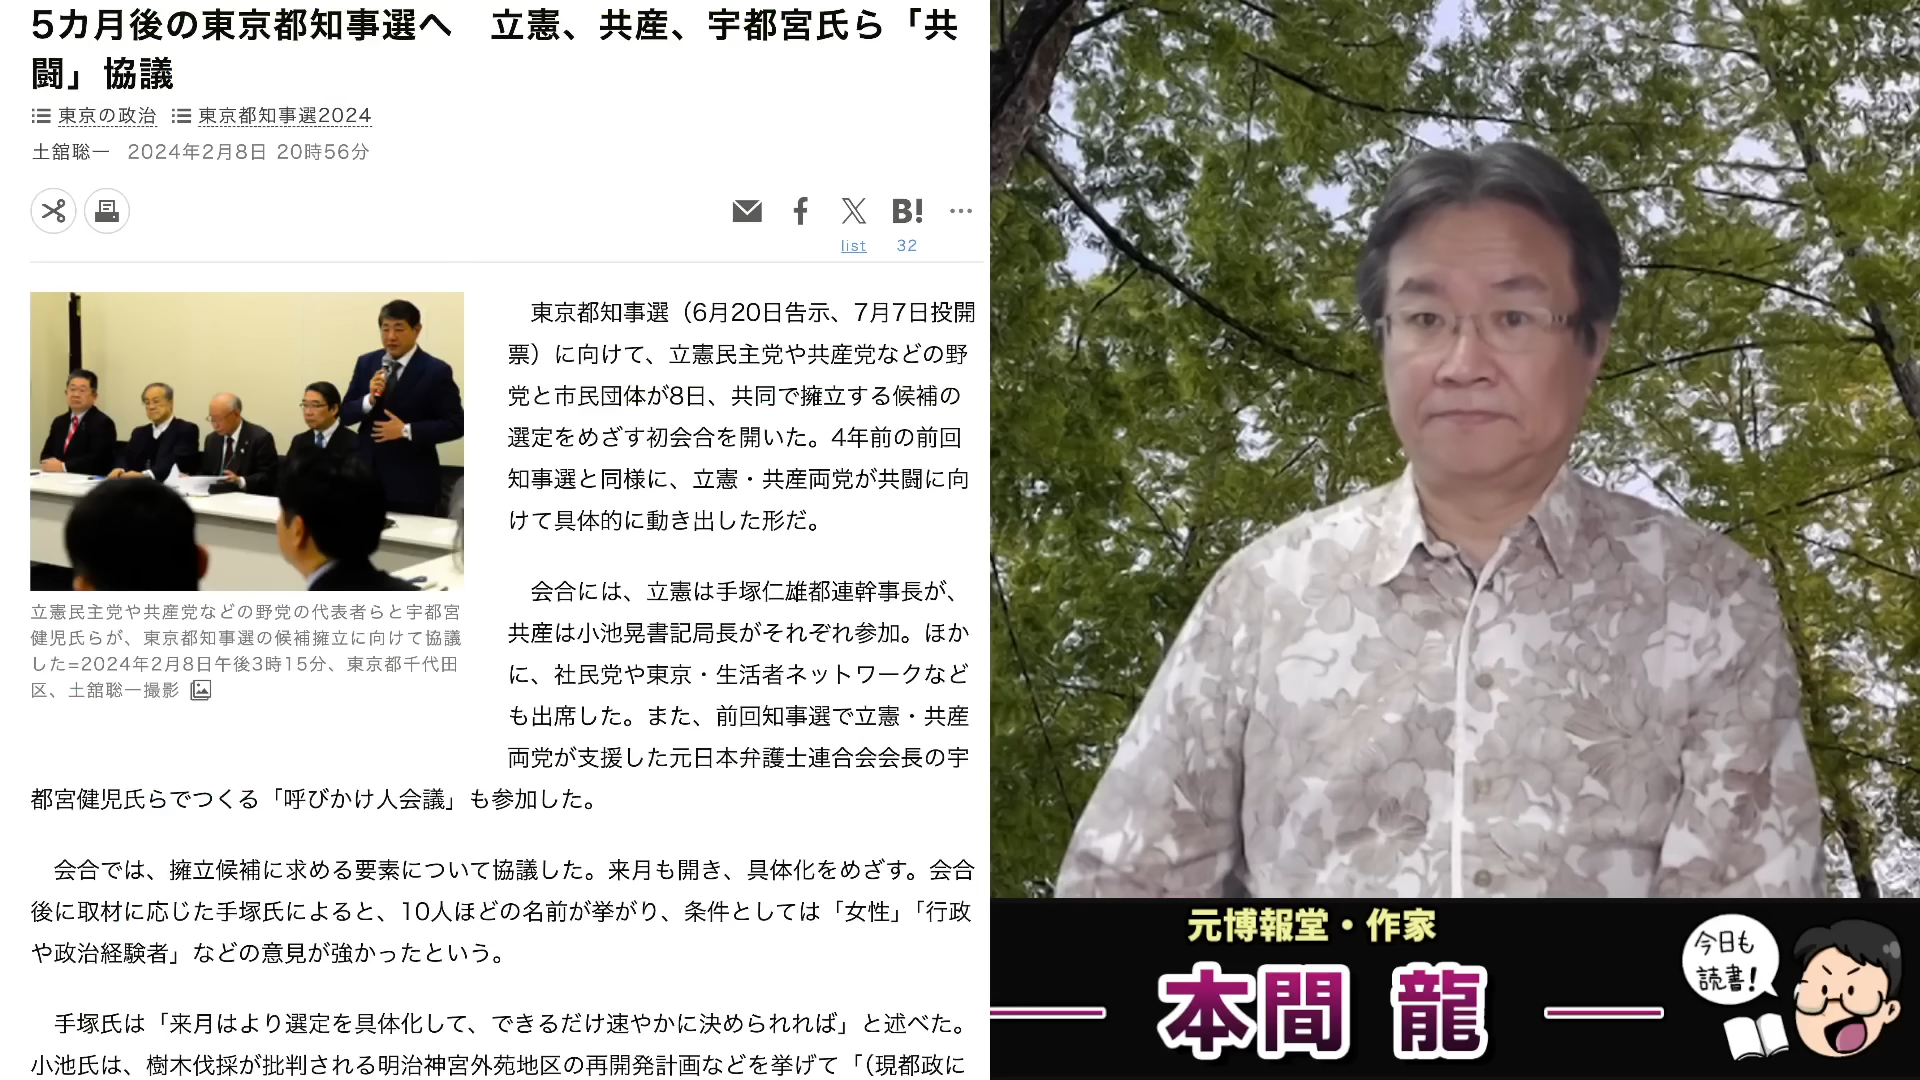 5カ月後の東京都知事選へ　立憲、共産、宇都宮氏ら「共
闘」協議
東京の政治 東京都知事選2024
土舘聡一 2024年2月8日 20時56分
B!
list 32
東京都知事選（6月20日告示、7月7日投開
票）に向けて、立憲民主党や共産党などの野
党と市民団体が8日、共同で擁立する候補の
選定をめざす初会合を開いた。4年前の前回
知事選と同様に、立憲・共産両党が共闘に向
けて具体的に動き出した形だ。
立憲民主党や共産党などの野党の代表者らと宇都宮
健児氏らが、東京都知事選の候補擁立に向けて協議
した=2024年2月8日午後3時15分、東京都千代田
区、土舘聡一撮影
会合には、立憲は手塚仁雄都連幹事長が、
共産は小池晃書記局長がそれぞれ参加。ほか
に、社民党や東京・生活者ネットワークなど
も出席した。また、前回知事選で立憲・共産
両党が支援した元日本弁護士連合会会長の宇
都宮健児氏らでつくる「呼びかけ人会議」も参加した。
会合では、擁立候補に求める要素について協議した。来月も開き、具体化をめざす。会合
後に取材に応じた手塚氏によると、10人ほどの名前が挙がり、条件としては「女性」「行政
や政治経験者」などの意見が強かったという。
手塚氏は「来月はより選定を具体化して、できるだけ速やかに決められれば」と述べた。
小池氏は、樹木伐採が批判される明治神宮外苑地区の再開発計画などを挙げて「（現都政に
元博報堂・作家
本間 龍
今日も
読書!